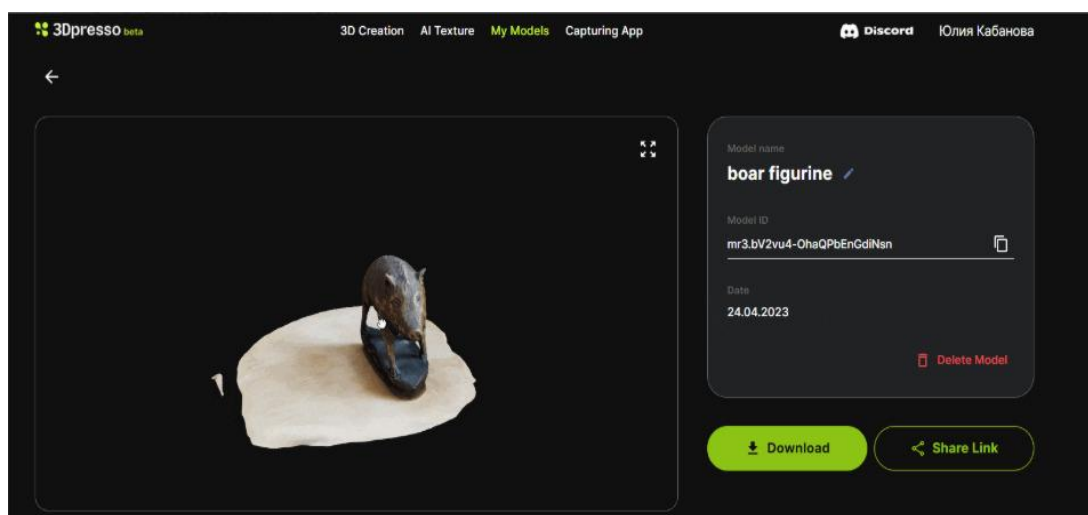 3Dpresso beta
3D Creation AI Texture My Models Capturing App
Discord Юлия Кабанова
Model name
boar figurine
Model ID
mr3.bV2vu4-OhaQPbEnGdiNsn
Date
24.04.2023
Delete Model
Download Share Link